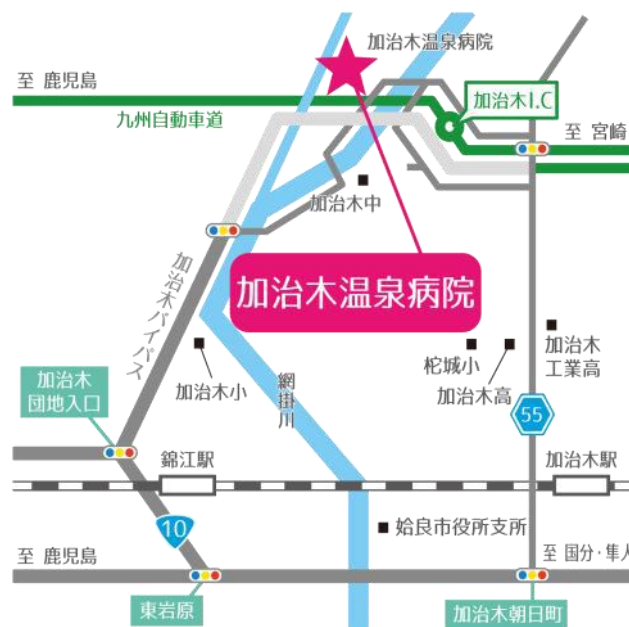 加治木温泉病院
至 鹿児島
加治木I.C
九州自動車道
至 宮崎
加治木中
加治木温泉病院
加治木バイパス
加治木
工業高
柁城小
加治木小
加治木高
網掛川
加治木
団地入口
55
錦江駅
加治木駅
10
姶良市役所支所
至 鹿児島
至 国分・隼人
東岩原
加治木朝日町